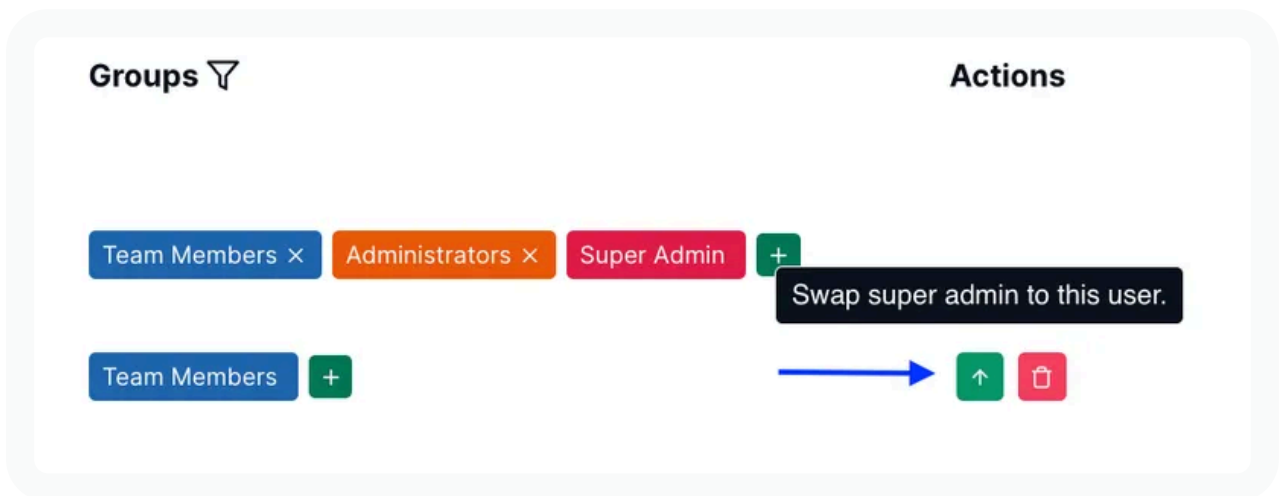 Groups Actions
Team Members × Administrators × Super Admin +
Swap super admin to this user.
Team Members +